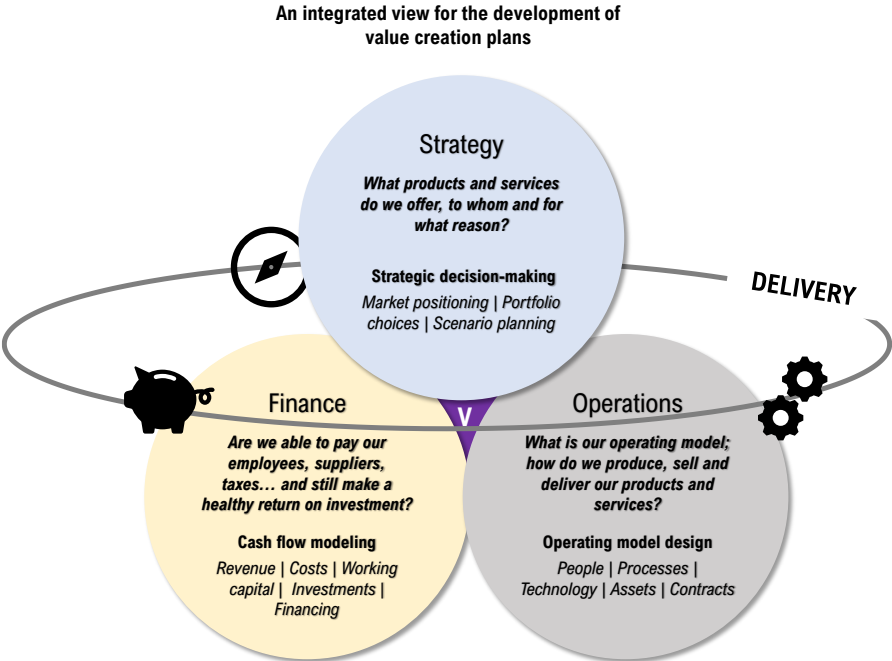 An integrated view for the development of
value creation plans
Strategy
What products and services
do we offer, to whom and for
what reason?
Strategic decision-making
Market positioning | Portfolio
choices | Scenario planning
DELIVERY
V
Finance
Are we able to pay our
employees, suppliers,
taxes... and still make a
healthy return on investment?
Cash flow modeling
Revenue | Costs | Working
capital | Investments |
Financing
Operations
What is our operating model;
how do we produce, sell and
deliver our products and
services?
Operating model design
People | Processes |
Technology | Assets | Contracts